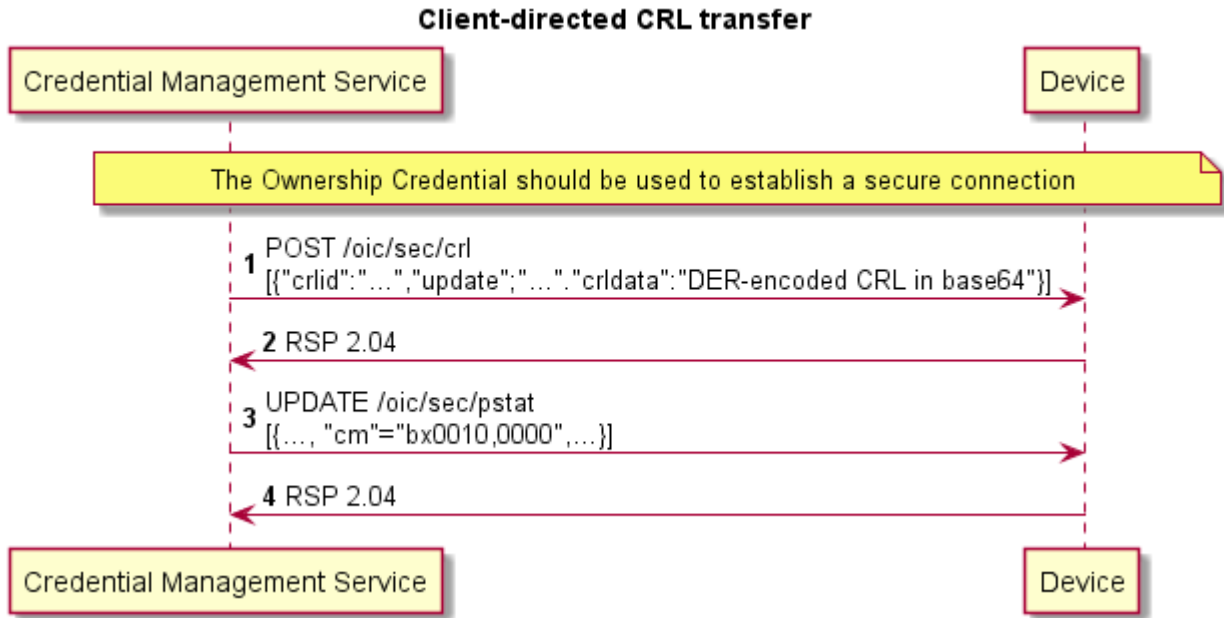 Client-directed CRL transfer
Credential Management Service
Device
The Ownership Credential should be used to establish a secure connection
1 POST /oic/sec/crl
[{"crlid":"…","update";"…"."crldata":"DER-encoded CRL in base64"}]
2 RSP 2.04
3 UPDATE /oic/sec/pstat
[{…, "cm"="bx0010,0000",…}]
4 RSP 2.04
Credential Management Service
Device